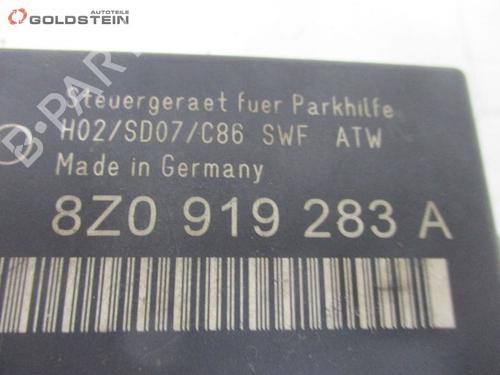 AUTOTEILE
GOLDSTEIN
Steuergeraet fuer Parkhilfe
H02/SD07/C86 SWF ATW
Made in Germany
8Z0 919 283 A